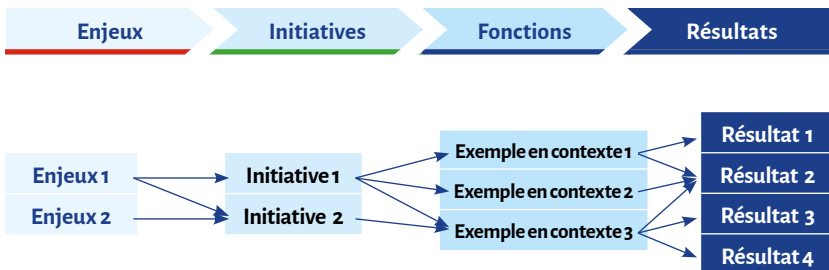 Enjeux
Initiatives
Fonctions
Résultats
Enjeux 1
Enjeux 2
Initiative 1
Initiative 2
Exemple en contexte 1
Exemple en contexte 2
Exemple en contexte 3
Résultat 1
Résultat 2
Résultat 3
Résultat 4